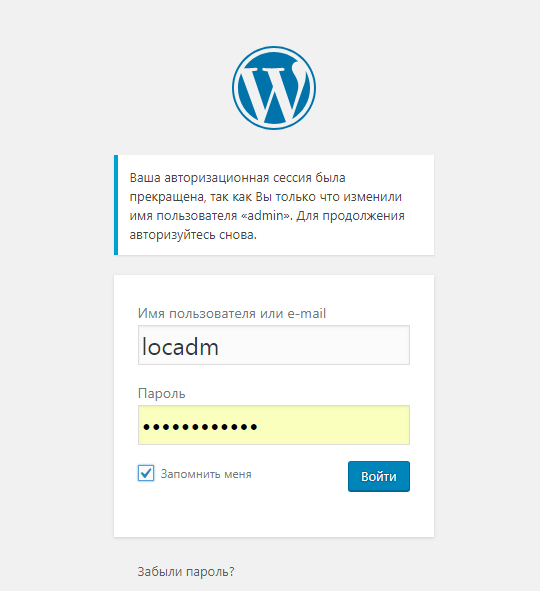 Ваша авторизационная сессия была
прекращена, так как Вы только что изменили
имя пользователя «admin». Для продолжения
авторизуйтесь снова.
Имя пользователя или e-mail
locadm
Пароль
••••••••••••
Запомнить меня
Войти
Забыли пароль?